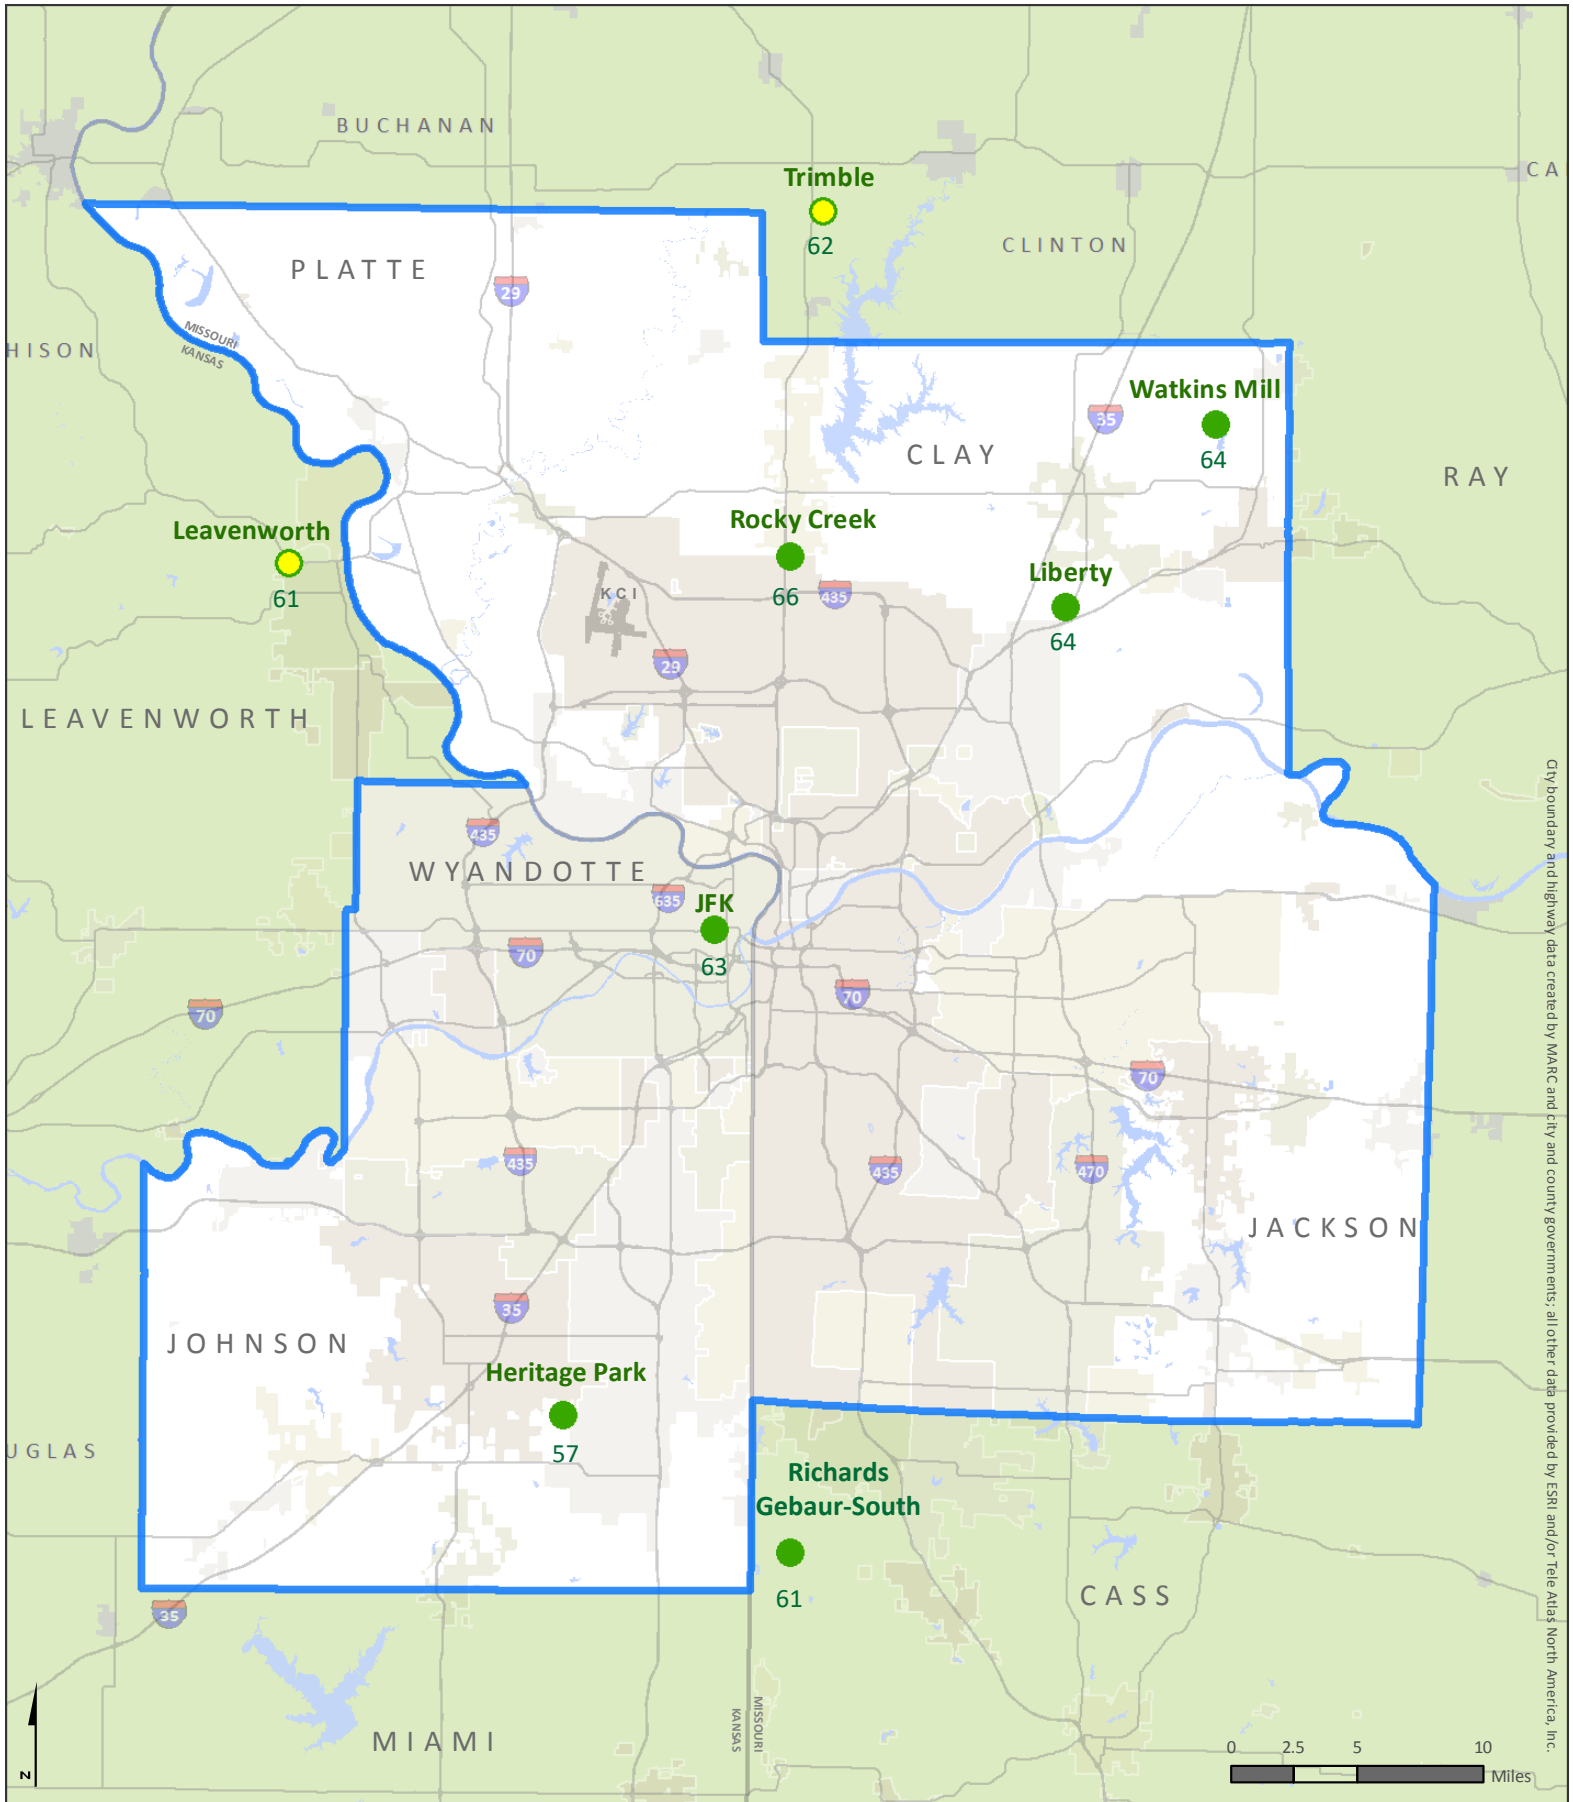 BUCHANAN
CA
Trimble
62
CLINTON
PLATTE
29
MISSOURI
KANSAS
HISON
Watkins Mill
35
64
CLAY
RAY
Rocky Creek
66
435
Leavenworth
61
KCI
Liberty
64
29
LEAVENWORTH
435
WYANDOTTE
635
JFK
63
70
70
70
70
435
435
470
JACKSON
35
JOHNSON
Heritage Park
57
UGLAS
Richards
Gebaur-South
61
CASS
35
MIAMI
KANSAS
MISSOURI
N
0 2.5 5 10
Miles
City boundary and highway data created by MARC and city and county governments; all other data provided by ESRI and/or Tele Atlas North America, Inc.